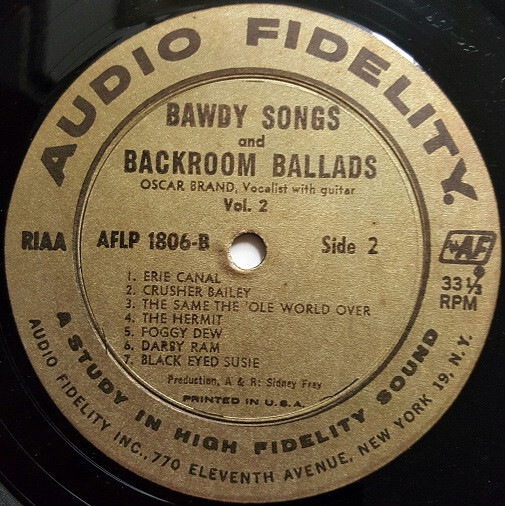 AUDIO FIDELITY.
BAWDY SONGS
and
BACKROOM BALLADS
OSCAR BRAND, Vocalist with guitar
Vol. 2
RIAA AFLP 1806-B Side 2
AF
33 1/3
RPM
1. ERIE CANAL
2. CRUSHER BAILEY
3. THE SAME THE 'OLE WORLD OVER
4. THE HERMIT
5. FOGGY DEW
6. DARBY RAM
7. BLACK EYED SUSIE
Production, A & R: Sidney Frey
PRINTED IN U.S.A.
A STUDY IN HIGH FIDELITY SOUND
AUDIO FIDELITY INC., 770 ELEVENTH AVENUE, NEW YORK 19, N.Y.